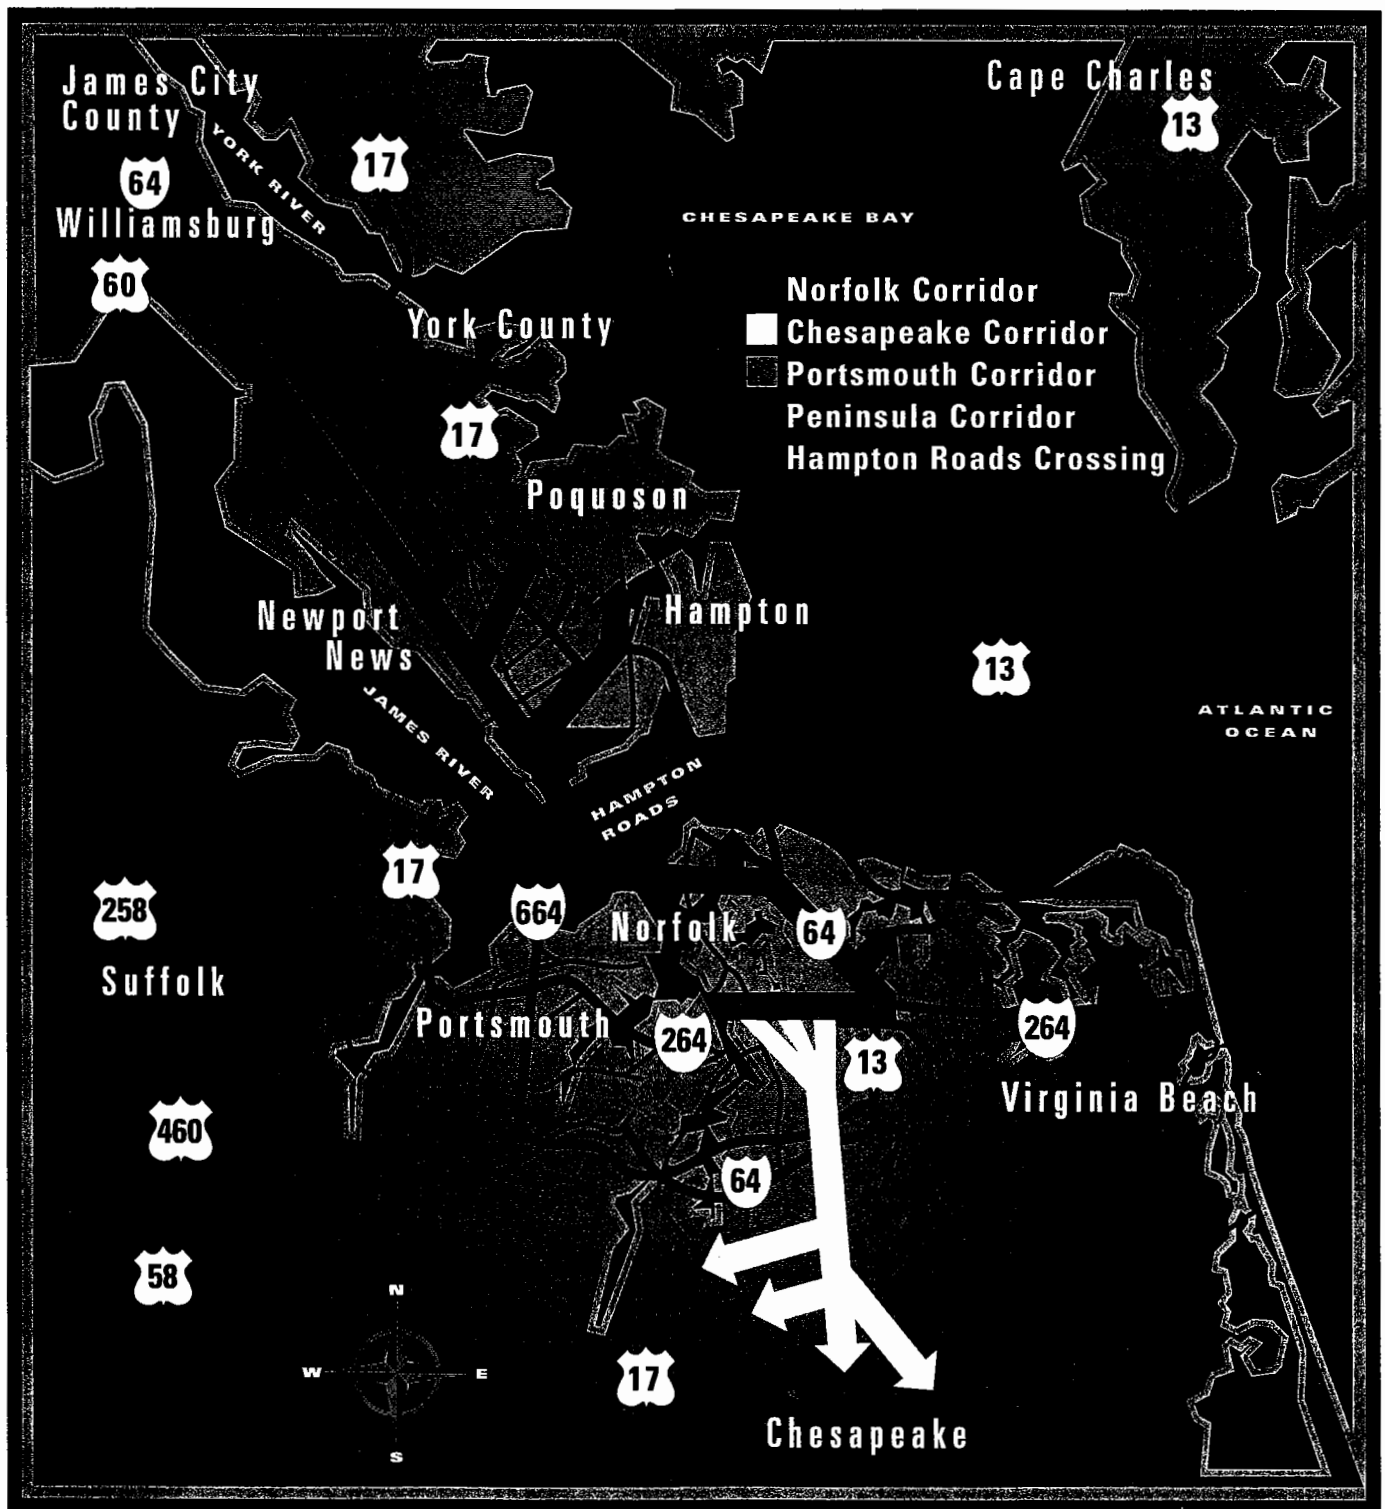 James City
County
Cape Charles
13
YORK RIVER
17
64
Williamsburg
CHESAPEAKE BAY
60
Norfolk Corridor
York County
Chesapeake Corridor
Portsmouth Corridor
Peninsula Corridor
17
Hampton Roads Crossing
Poquoson
Newport
News
Hampton
13
JAMES RIVER
ATLANTIC
OCEAN
HAMPTON
ROADS
17
258
664
Norfolk
64
Suffolk
Portsmouth
264
264
13
Virginia Beach
460
64
58
N
W
E
S
17
Chesapeake